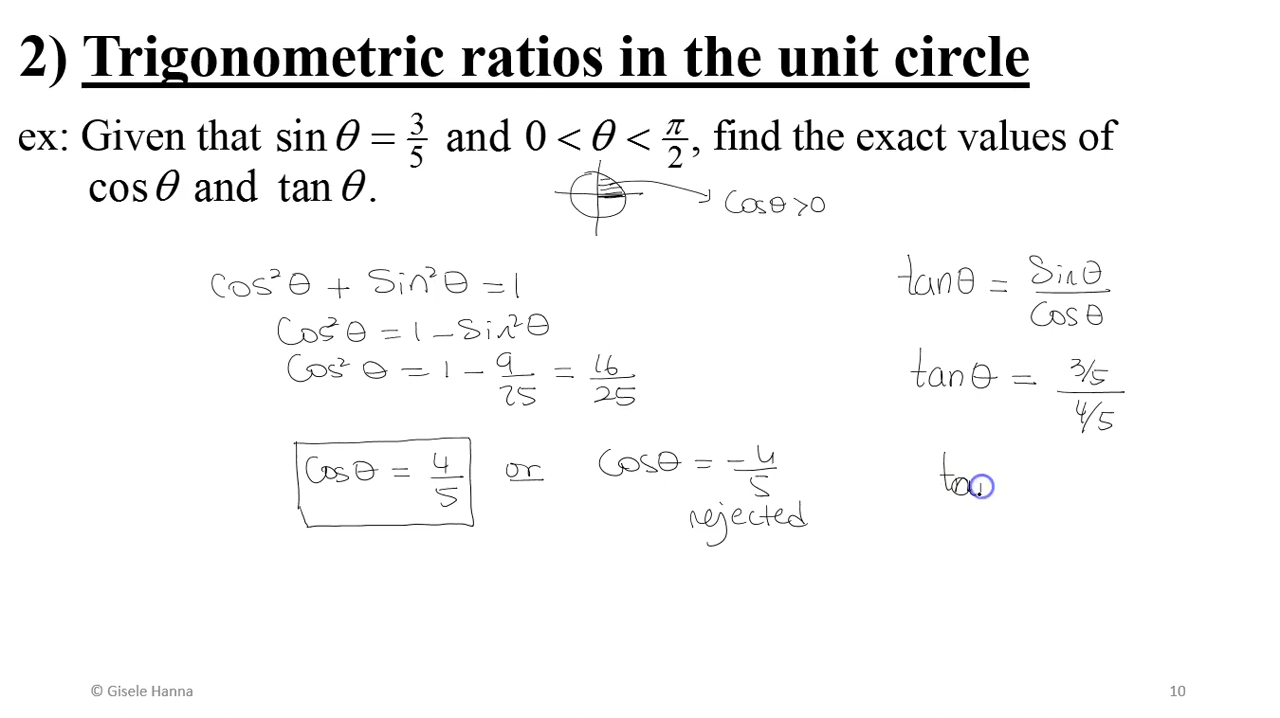 2) Trigonometric ratios in the unit circle
ex: Given that sin θ = 3/5 and 0 < θ < π/2, find the exact values of
cos θ and tan θ.
Cosθ > 0
Cos²θ + Sin²θ = 1
Cos²θ = 1 – Sin²θ
Cos²θ = 1 – 9/25 = 16/25
Cosθ = 4/5 or Cosθ = –4/5
rejected
tanθ = Sinθ/Cosθ
tanθ = 3/5 / 4/5
ta
© Gisele Hanna
10